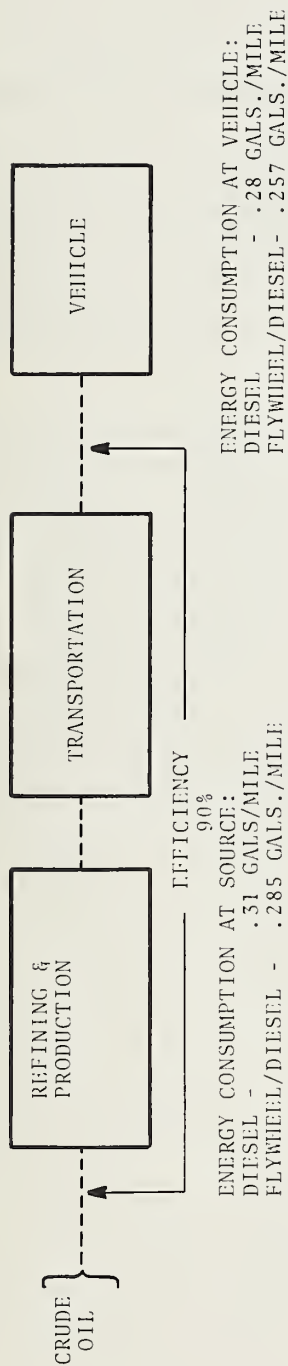 CRUDE
OIL
REFINING &
PRODUCTION
TRANSPORTATION
VEHICLE
EFFICIENCY
90%
ENERGY CONSUMPTION AT SOURCE:
DIESEL - .31 GALS/MILE
FLYWHEEL/DIESEL - .285 GALS./MILE
ENERGY CONSUMPTION AT VEHICLE:
DIESEL - .28 GALS./MILE
FLYWHEEL/DIESEL- .257 GALS./MILE